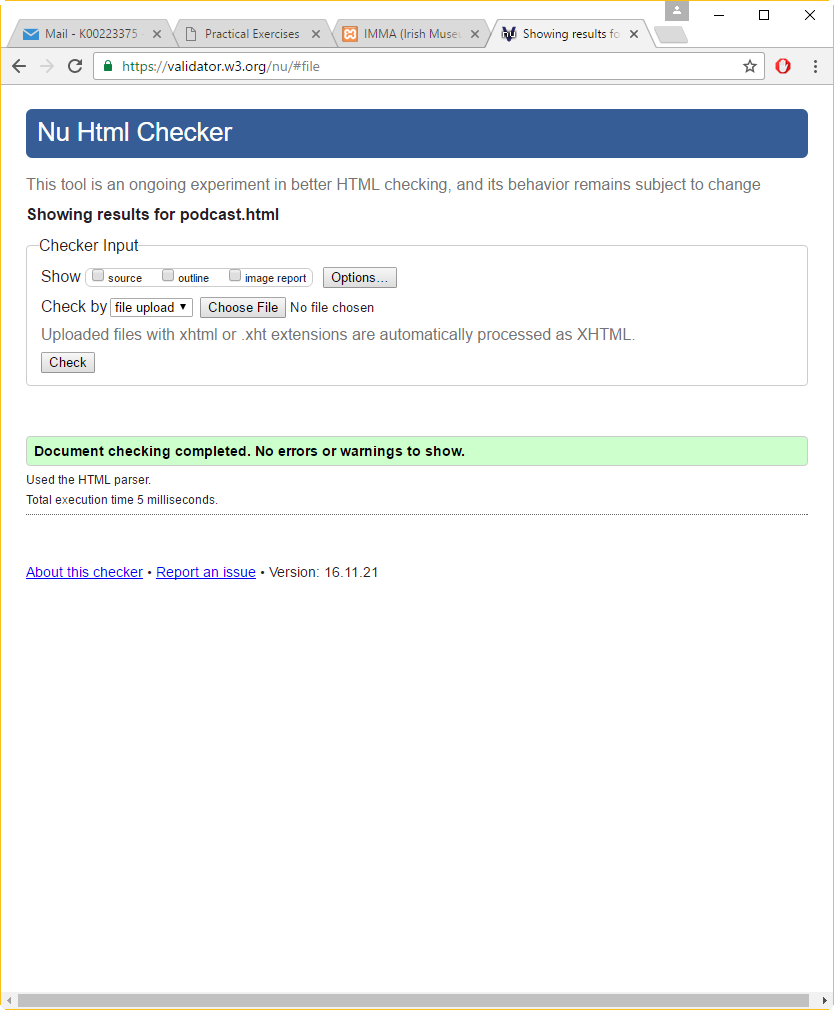 Mail - K00223375 -
Practical Exercises
IMMA (Irish Museu
Showing results fo
https://validator.w3.org/nu/#file
Nu Html Checker
This tool is an ongoing experiment in better HTML checking, and its behavior remains subject to change
Showing results for podcast.html
Checker Input
Show source outline image report Options...
Check by file upload Choose File No file chosen
Uploaded files with xhtml or .xht extensions are automatically processed as XHTML.
Check
Document checking completed. No errors or warnings to show.
Used the HTML parser.
Total execution time 5 milliseconds.
About this checker • Report an issue • Version: 16.11.21